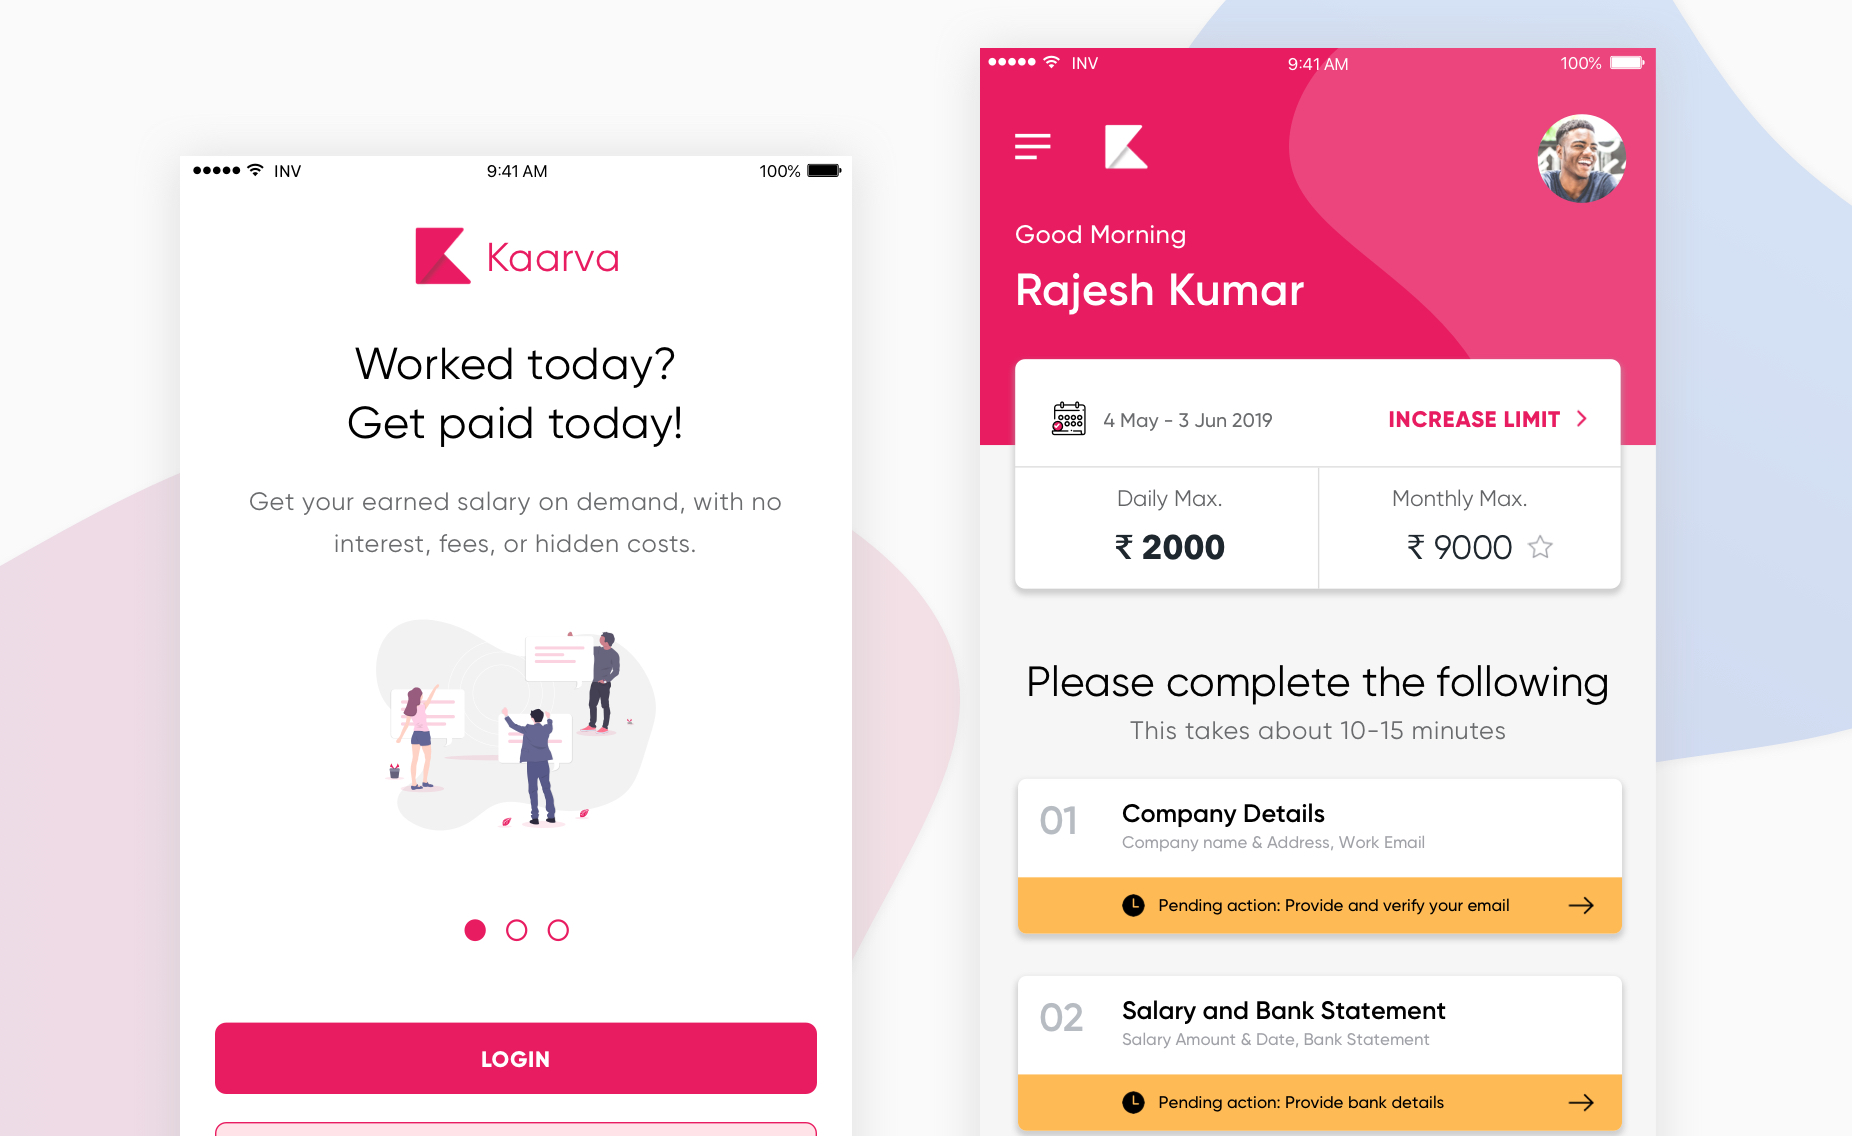 INV
9:41 AM
100%
Kaarva
Worked today?
Get paid today!
Get your earned salary on demand, with no
interest, fees, or hidden costs.
LOGIN
INV
9:41 AM
100%
Good Morning
Rajesh Kumar
4 May - 3 Jun 2019
INCREASE LIMIT
Daily Max.
₹ 2000
Monthly Max.
₹ 9000
Please complete the following
This takes about 10-15 minutes
01
Company Details
Company name & Address, Work Email
Pending action: Provide and verify your email
02
Salary and Bank Statement
Salary Amount & Date, Bank Statement
Pending action: Provide bank details